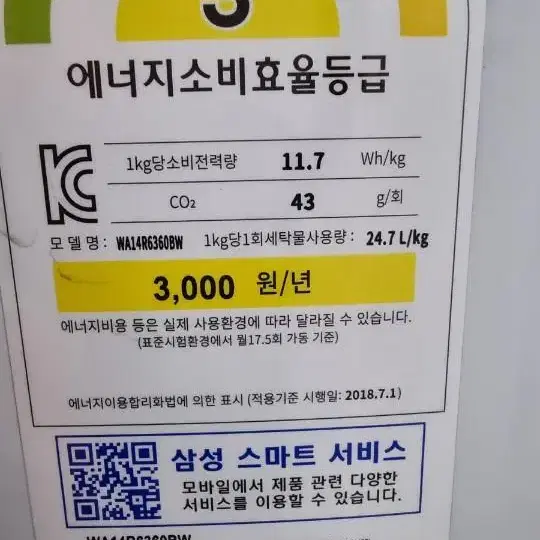 3
에너지소비효율등급
1kg당소비전력량 11.7 Wh/kg
CO₂ 43 g/회
모 델 명 : WA14R6360BW 1kg당1회세탁물사용량 : 24.7 L/kg
3,000 원/년
에너지비용 등은 실제 사용환경에 따라 달라질 수 있습니다.
(표준시험환경에서 월17.5회 가동 기준)
에너지이용합리화법에 의한 표시 (적용기준 시행일: 2018.7.1)
삼성 스마트 서비스
모바일에서 제품 관련 다양한
서비스를 이용할 수 있습니다.
WA14R6360BW